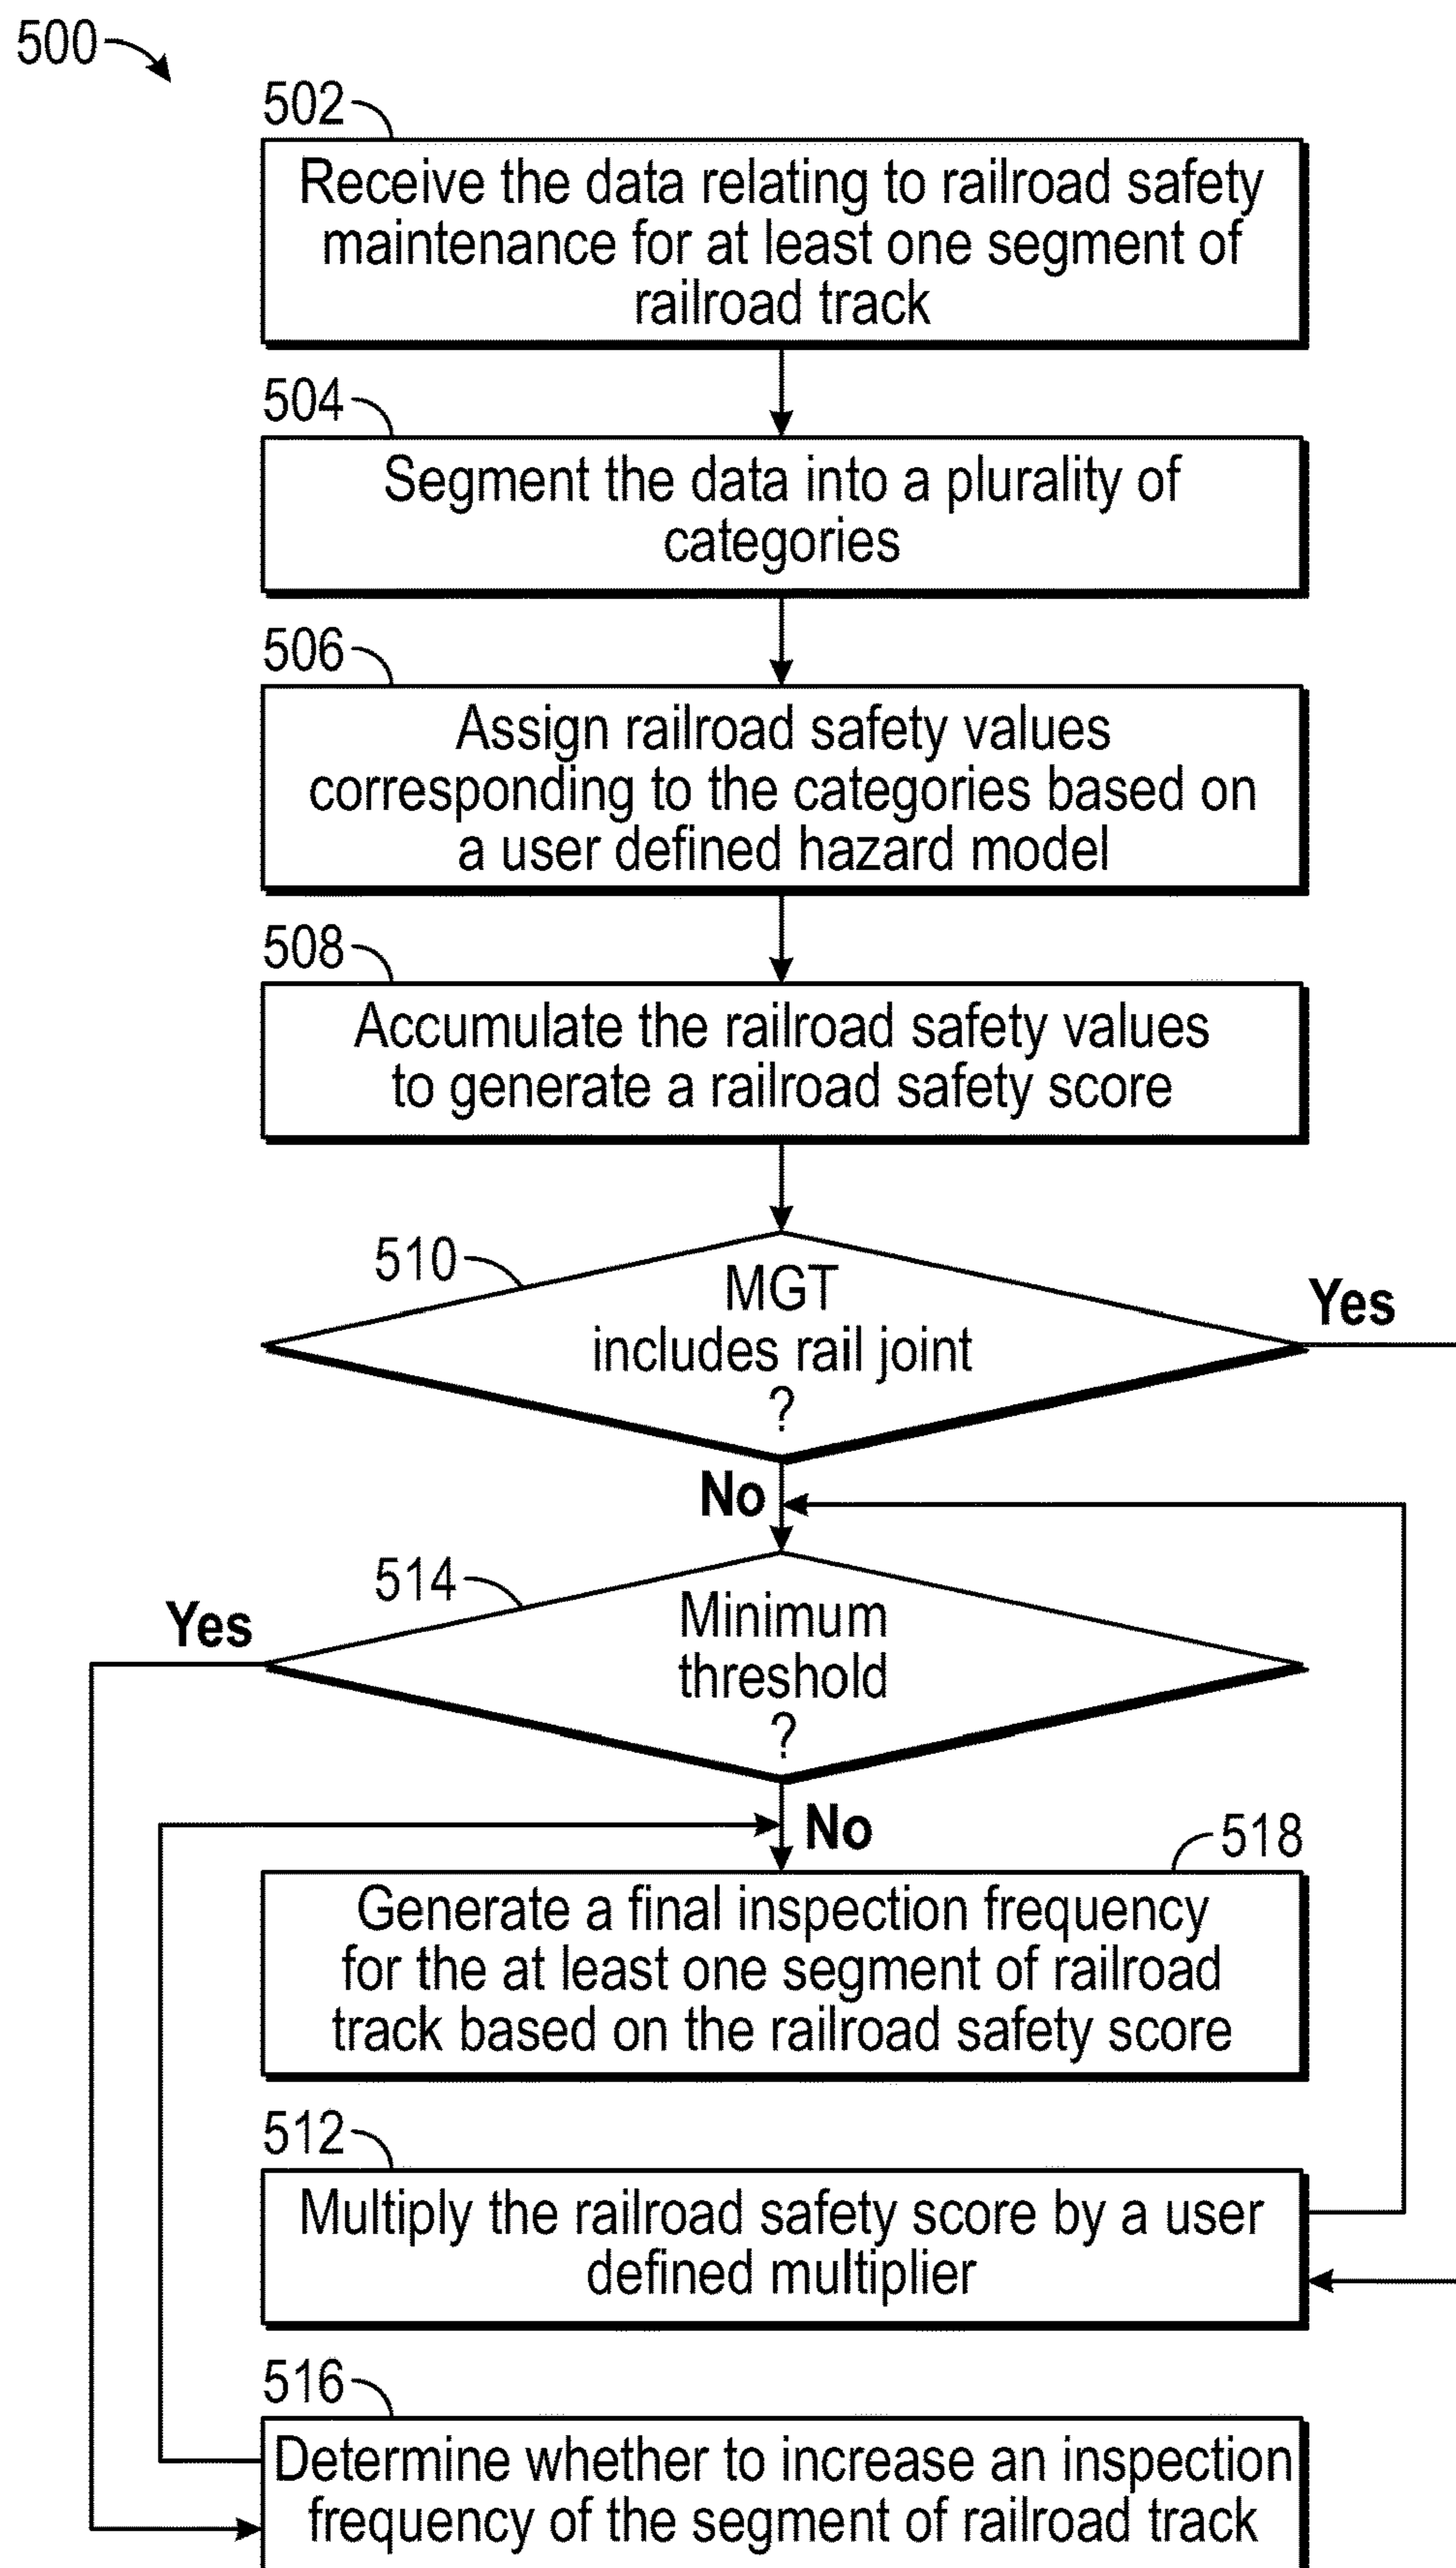 500
502
Receive the data relating to railroad safety
maintenance for at least one segment of
railroad track
504
Segment the data into a plurality of
categories
506
Assign railroad safety values
corresponding to the categories based on
a user defined hazard model
508
Accumulate the railroad safety values
to generate a railroad safety score
510
MGT
includes rail joint
?
Yes
No
514
Minimum
threshold
?
Yes
No
518
Generate a final inspection frequency
for the at least one segment of railroad
track based on the railroad safety score
512
Multiply the railroad safety score by a user
defined multiplier
516
Determine whether to increase an inspection
frequency of the segment of railroad track